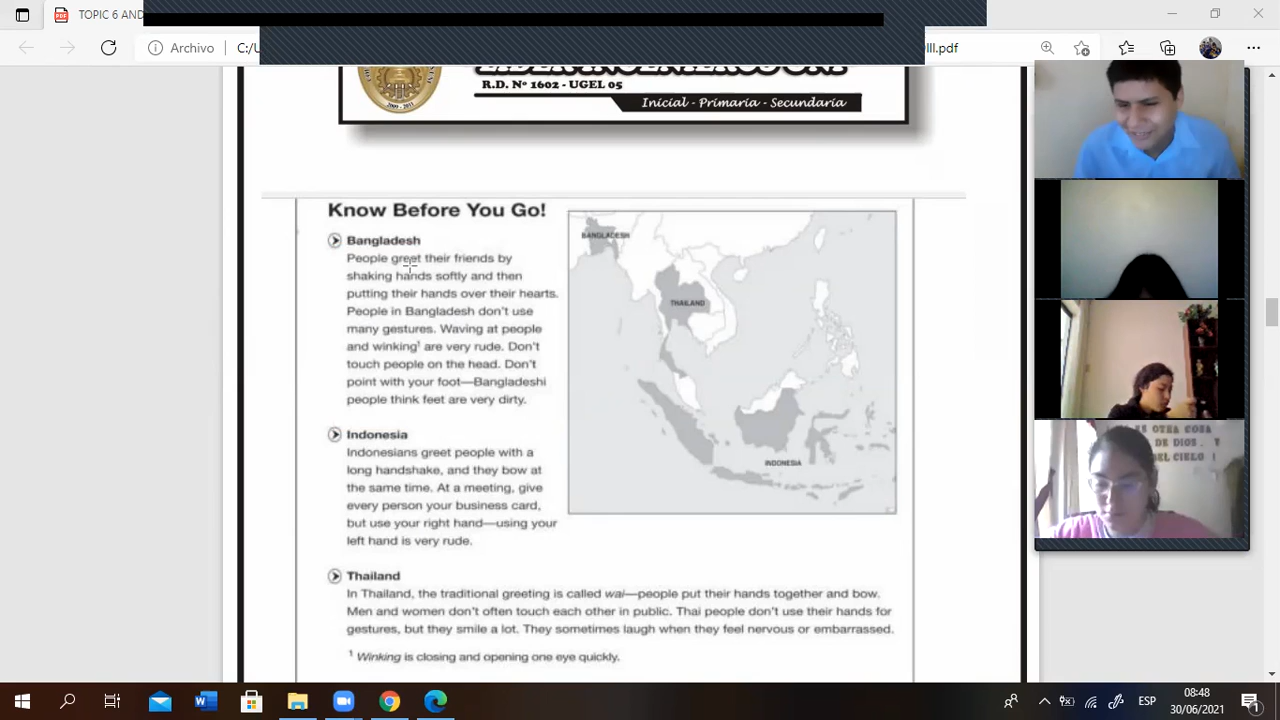 TOPIC 6 AND
Archivo
C:/U
III.pdf
R.D. Nº 1602 - UGEL 05
Inicial - Primaria - Secundaria
2009 - 2011
Know Before You Go!
Bangladesh
People greet their friends by
shaking hands softly and then
putting their hands over their hearts.
People in Bangladesh don't use
many gestures. Waving at people
and winking¹ are very rude. Don't
touch people on the head. Don't
point with your foot—Bangladeshi
people think feet are very dirty.
Indonesia
Indonesians greet people with a
long handshake, and they bow at
the same time. At a meeting, give
every person your business card,
but use your right hand—using your
left hand is very rude.
Thailand
In Thailand, the traditional greeting is called wai—people put their hands together and bow.
Men and women don't often touch each other in public. Thai people don't use their hands for
gestures, but they smile a lot. They sometimes laugh when they feel nervous or embarrassed.
¹ Winking is closing and opening one eye quickly.
BANGLADESH
THAILAND
INDONESIA
ES OTRA COSA
DE DIOS. Y
DEL CIELO !
ESP
08:48
30/06/2021